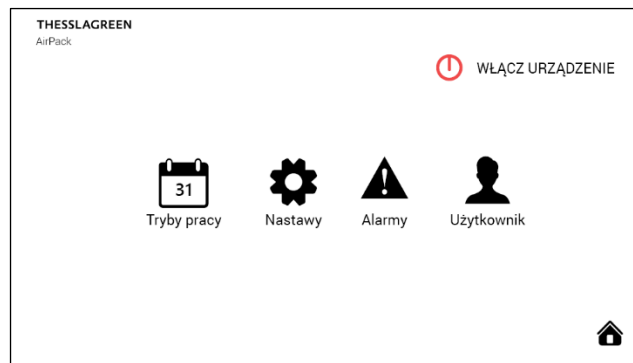 THESSLAGREEN
AirPack
WŁĄCZ URZĄDZENIE
31
Tryby pracy
Nastawy
Alarmy
Użytkownik